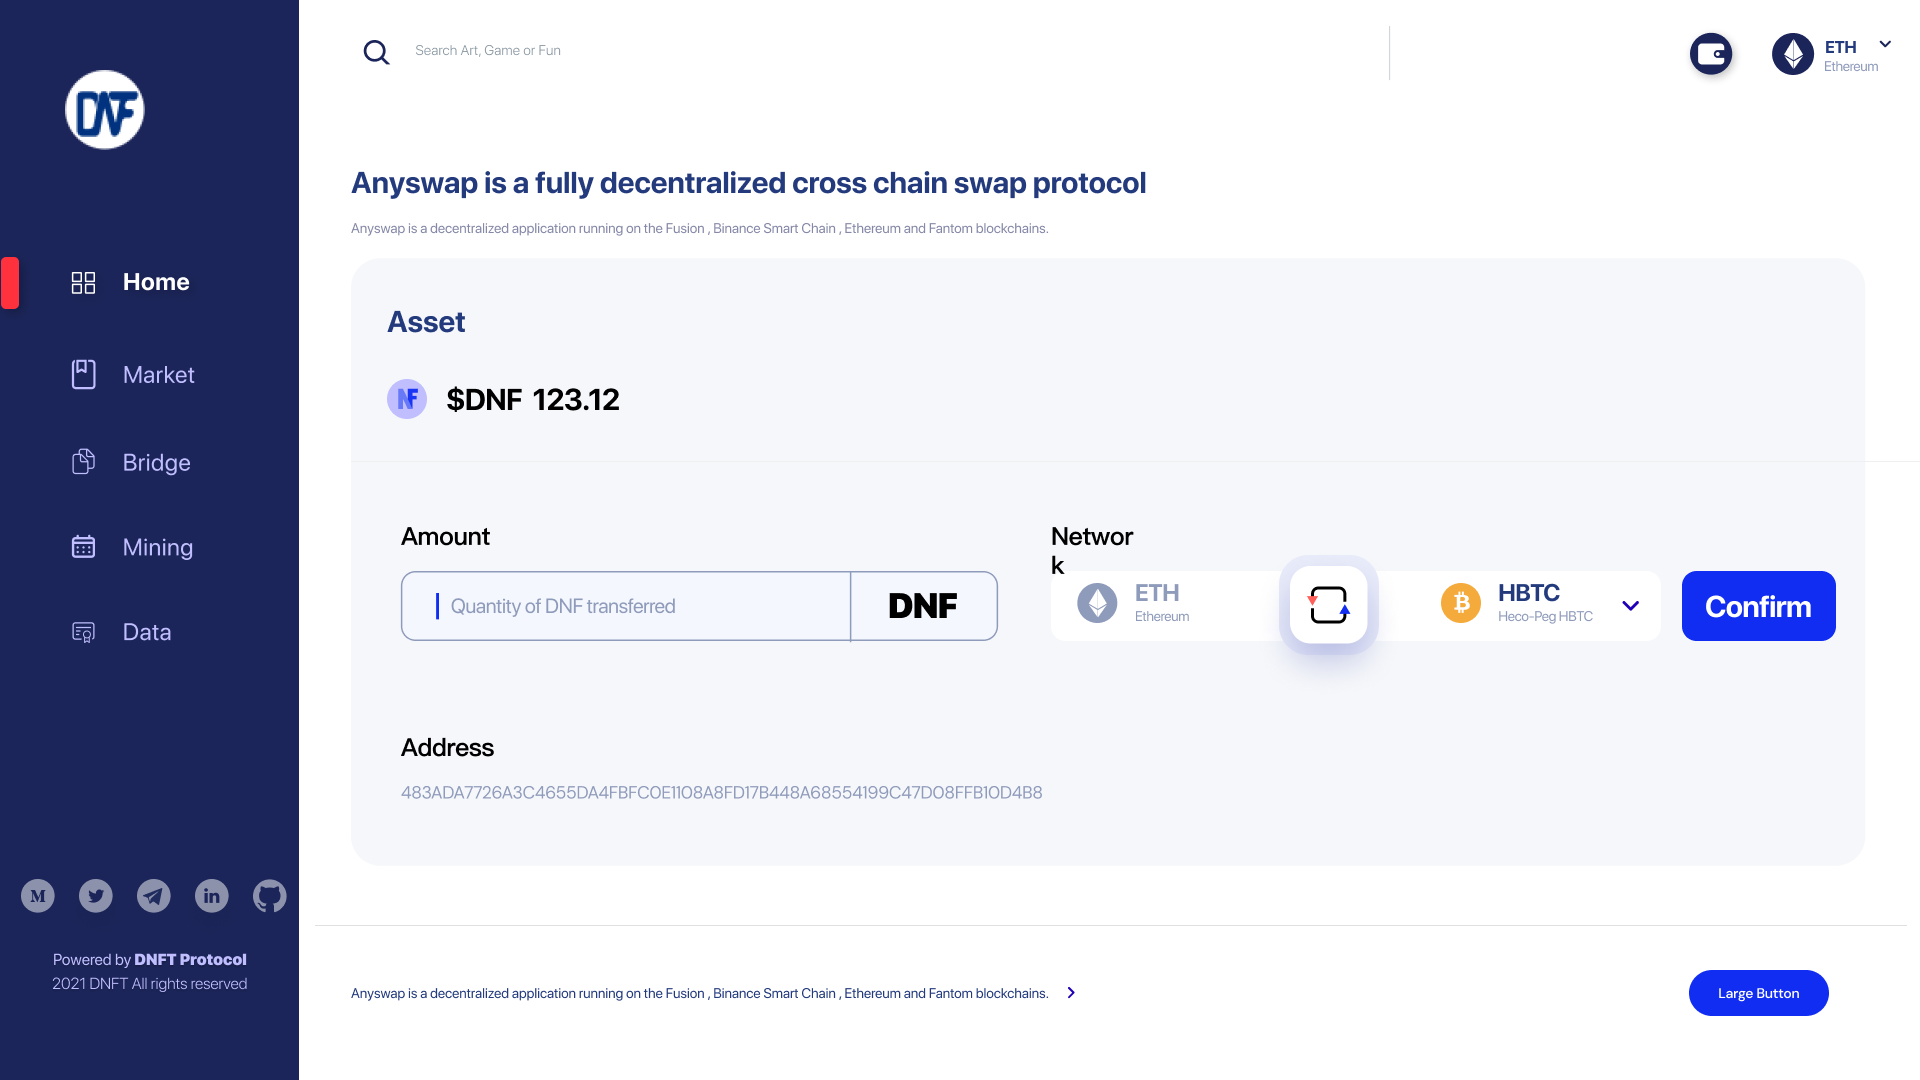 DNF
Home
Market
Bridge
Mining
Data
M
in
Powered by DNFT Protocol
2021 DNFT All rights reserved
Search Art, Game or Fun
ETH
Ethereum
Anyswap is a fully decentralized cross chain swap protocol
Anyswap is a decentralized application running on the Fusion , Binance Smart Chain , Ethereum and Fantom blockchains.
Asset
NF
$DNF 123.12
Amount
Quantity of DNF transferred
DNF
Networ
k
ETH
Ethereum
HBTC
Heco-Peg HBTC
Confirm
Address
483ADA7726A3C4655DA4FBFC0E1108A8FD17B448A68554199C47D08FFB10D4B8
Anyswap is a decentralized application running on the Fusion , Binance Smart Chain , Ethereum and Fantom blockchains.
Large Button